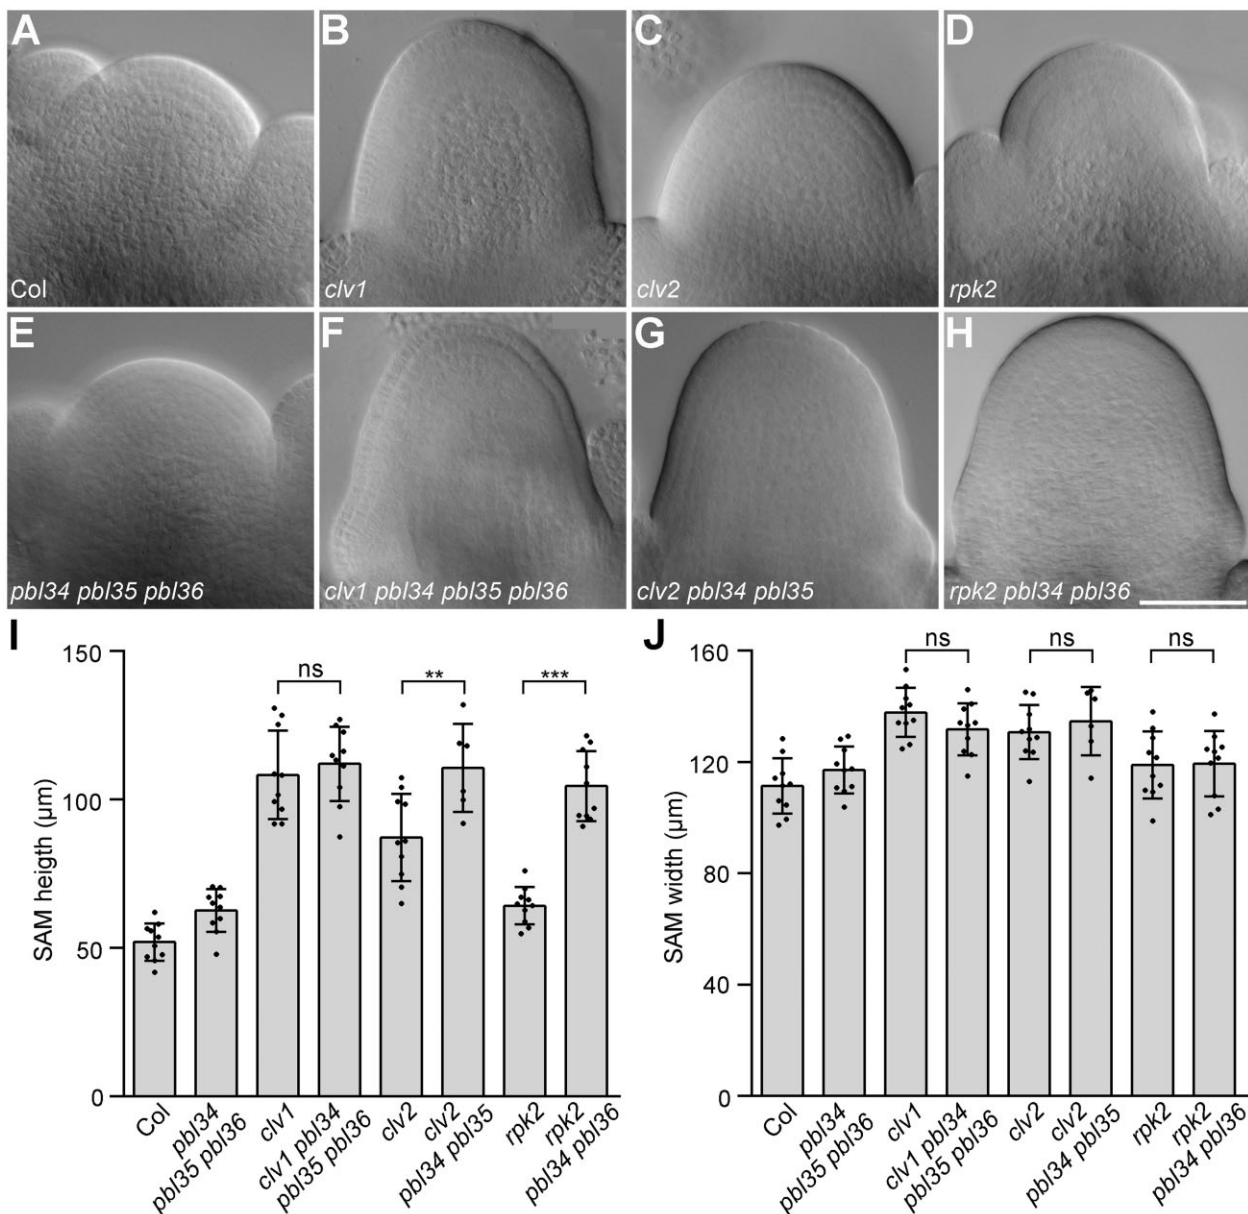 A
B
C
D
Col
clv1
clv2
rpk2
E
F
G
H
pbl34 pbl35 pbl36
clv1 pbl34 pbl35 pbl36
clv2 pbl34 pbl35
rpk2 pbl34 pbl36
I
150
100
50
0
SAM heigth (µm)
ns
**
***
Col
pbl34
pbl35 pbl36
clv1
clv1 pbl34
pbl35 pbl36
clv2
clv2
pbl34 pbl35
rpk2
rpk2
pbl34 pbl36
J
160
120
80
40
0
SAM width (µm)
ns
ns
ns
Col
pbl34
pbl35 pbl36
clv1
clv1 pbl34
pbl35 pbl36
clv2
clv2
pbl34 pbl35
rpk2
rpk2
pbl34 pbl36